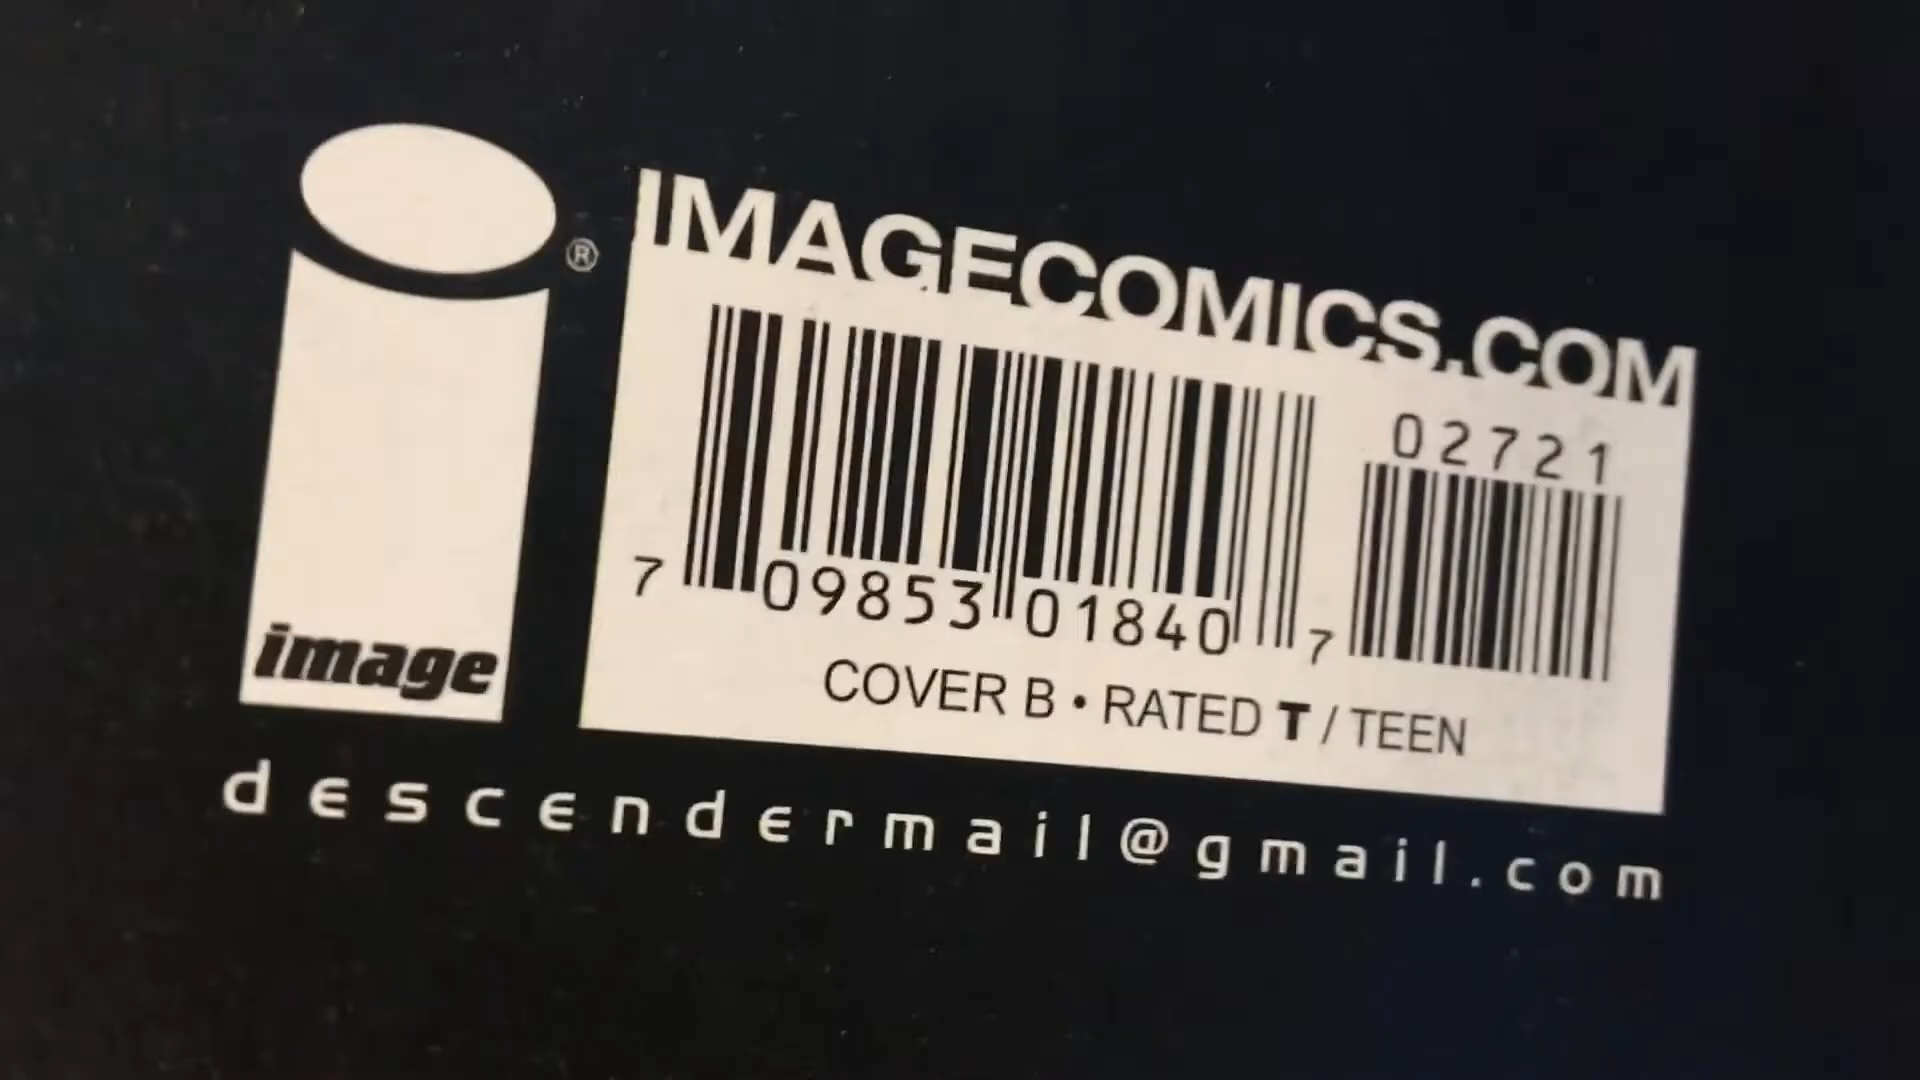 ®
IMAGECOMICS.COM
02721
7 09853 01840 7
COVER B • RATED T / TEEN
image
descendermail@gmail.com